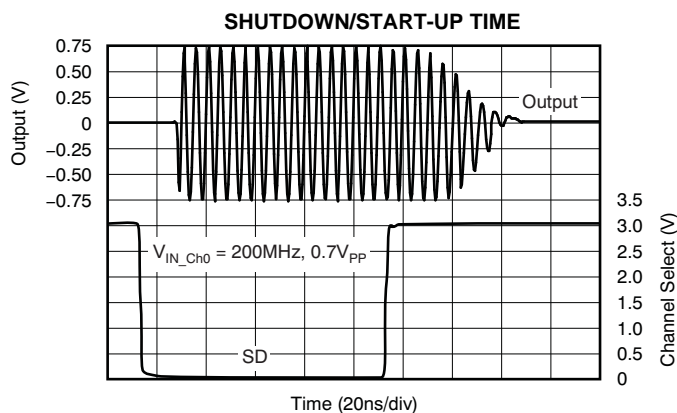 SHUTDOWN/START-UP TIME
Output (V)
0.75
0.50
0.25
0
−0.25
−0.50
−0.75
Output
3.5
3.0
2.5
2.0
1.5
1.0
0.5
0
Channel Select (V)
V_IN_Ch0 = 200MHz, 0.7V_PP
SD
Time (20ns/div)